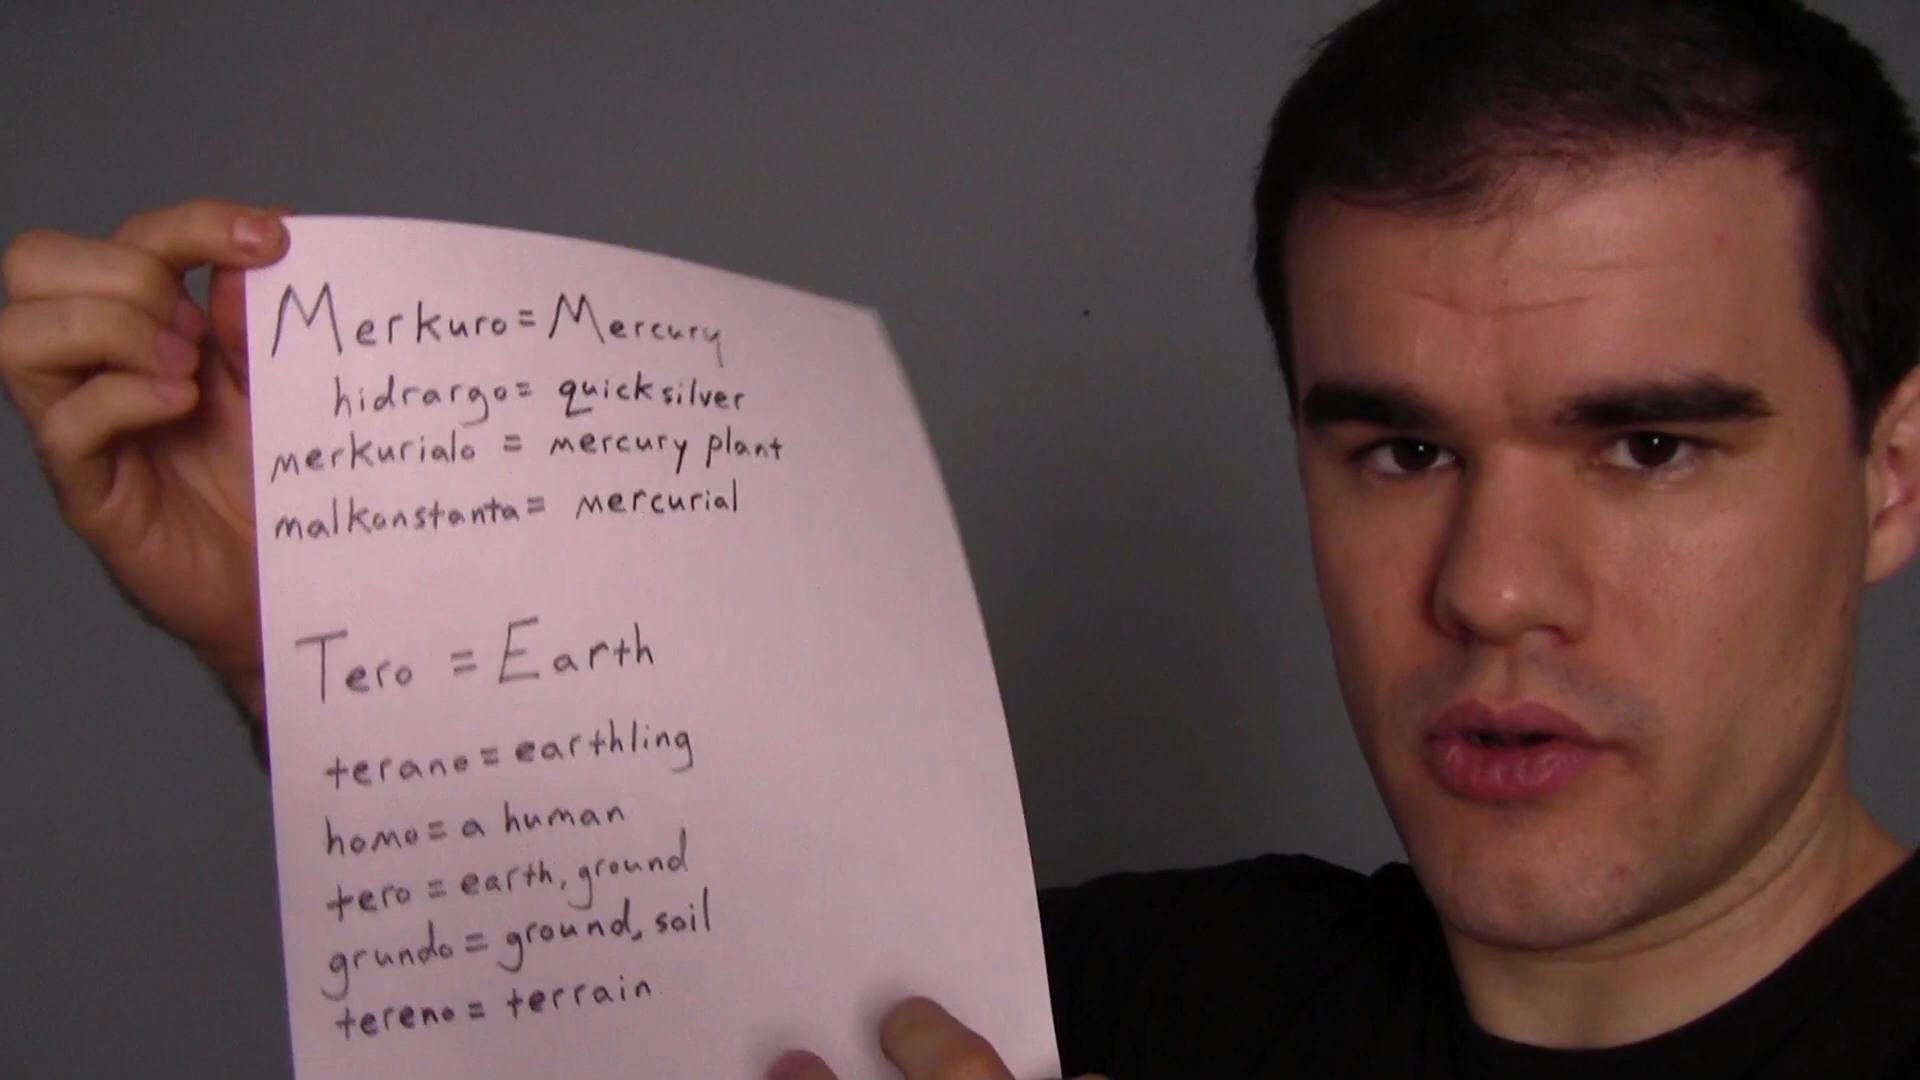 Merkuro = Mercury
hidrargo = quicksilver
merkurialo = mercury plant
malkonstanta = mercurial
Tero = Earth
terano = earthling
homo = a human
tero = earth, ground
grundo = ground, soil
tereno = terrain